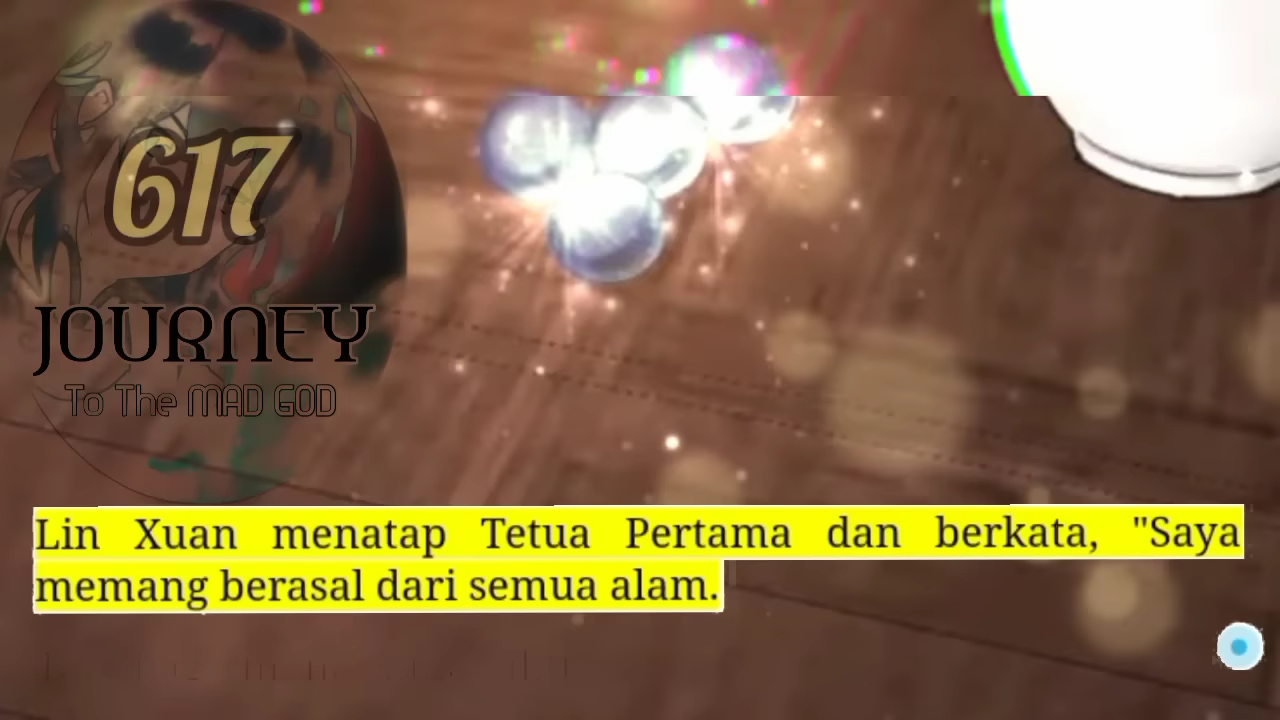 617
JOURNEY
To The MAD GOD
Lin Xuan menatap Tetua Pertama dan berkata, "Saya
memang berasal dari semua alam.